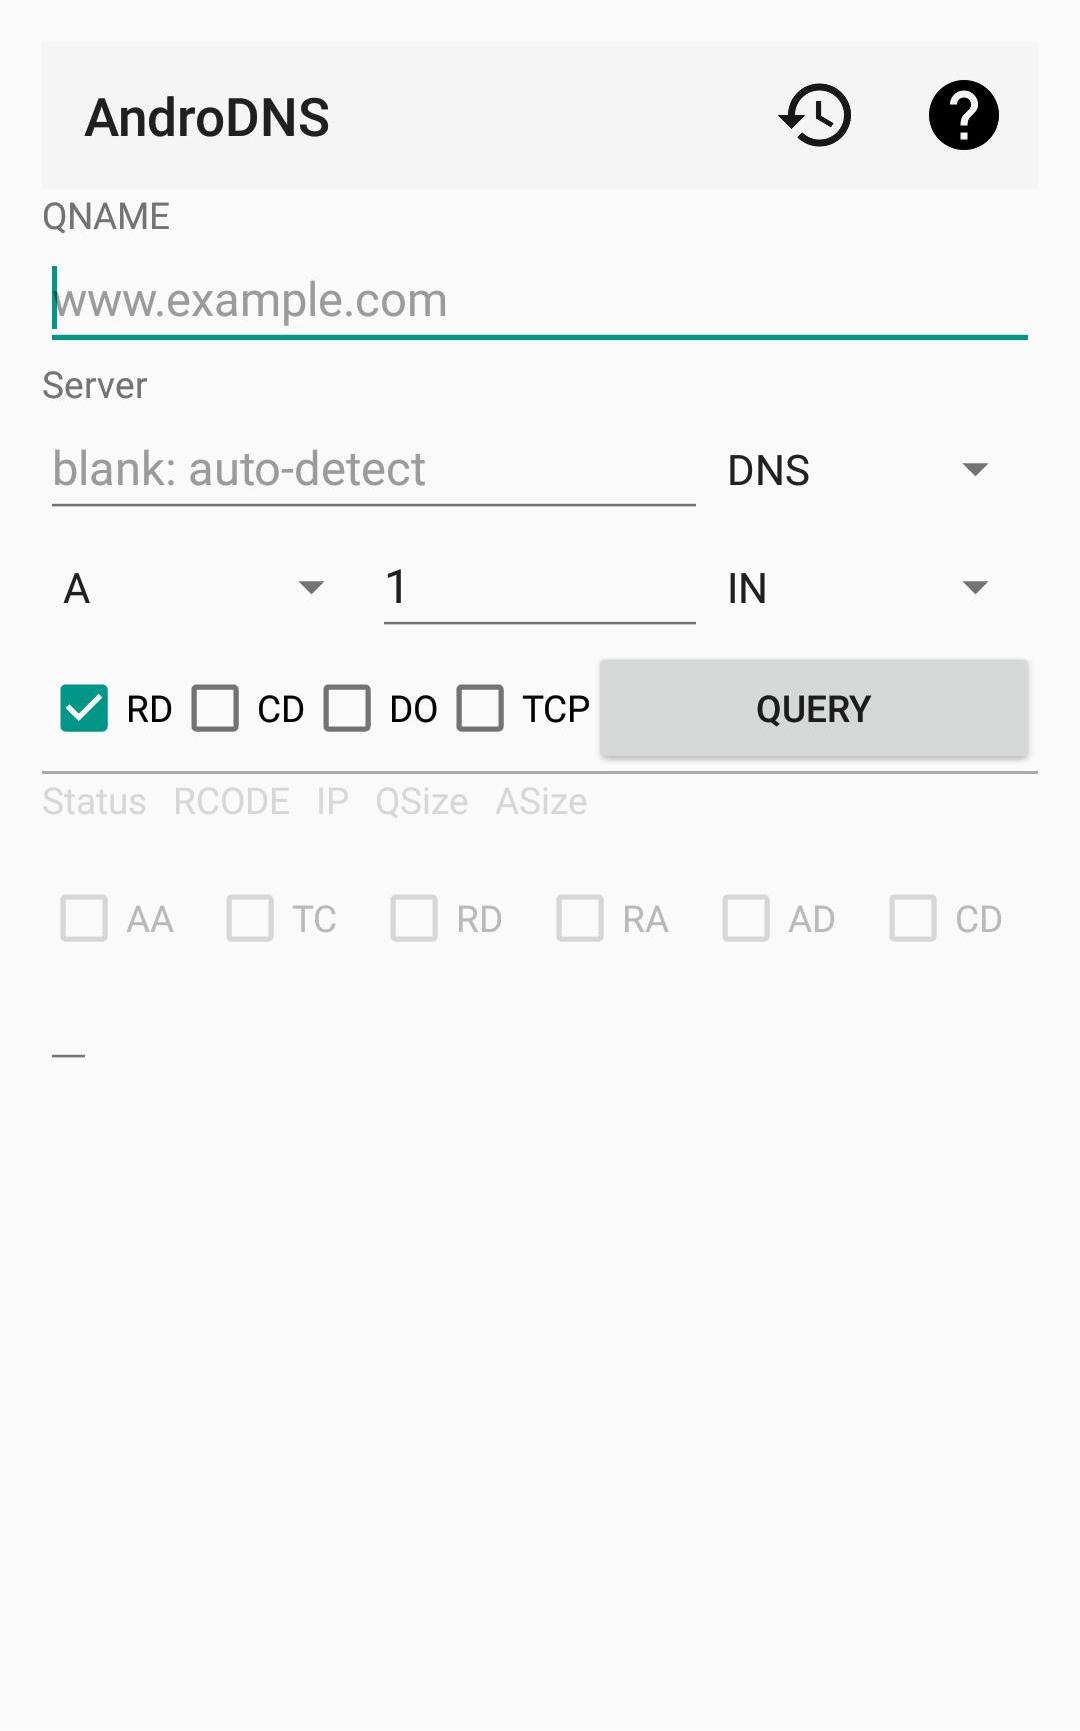 AndroDNS
QNAME
www.example.com
Server
blank: auto-detect DNS
A 1 IN
RD CD DO TCP QUERY
Status RCODE IP QSize ASize
AA TC RD RA AD CD